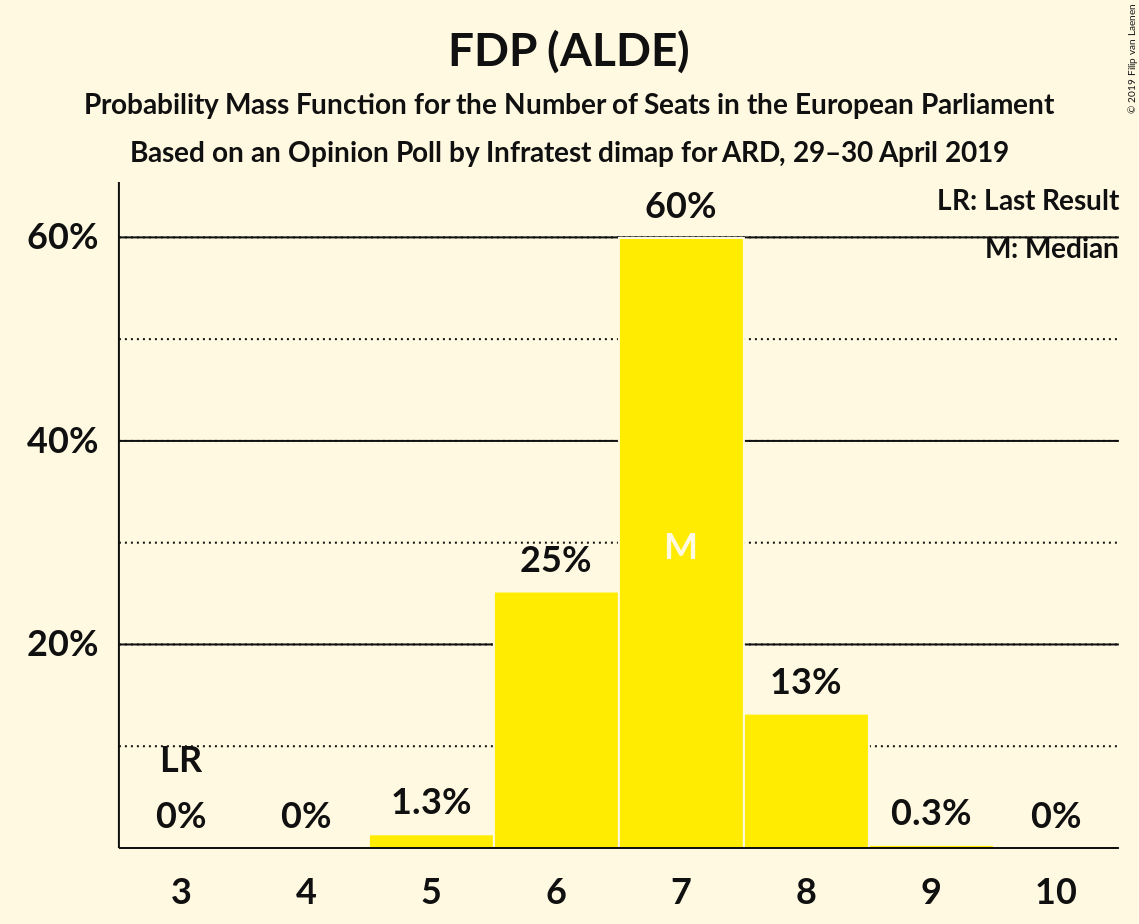 FDP (ALDE)
Probability Mass Function for the Number of Seats in the European Parliament
Based on an Opinion Poll by Infratest dimap for ARD, 29–30 April 2019
© 2019 Filip van Laenen
LR: Last Result
M: Median
60%
40%
20%
LR
0%
0%
1.3%
25%
60%
M
13%
0.3%
0%
3 4 5 6 7 8 9 10